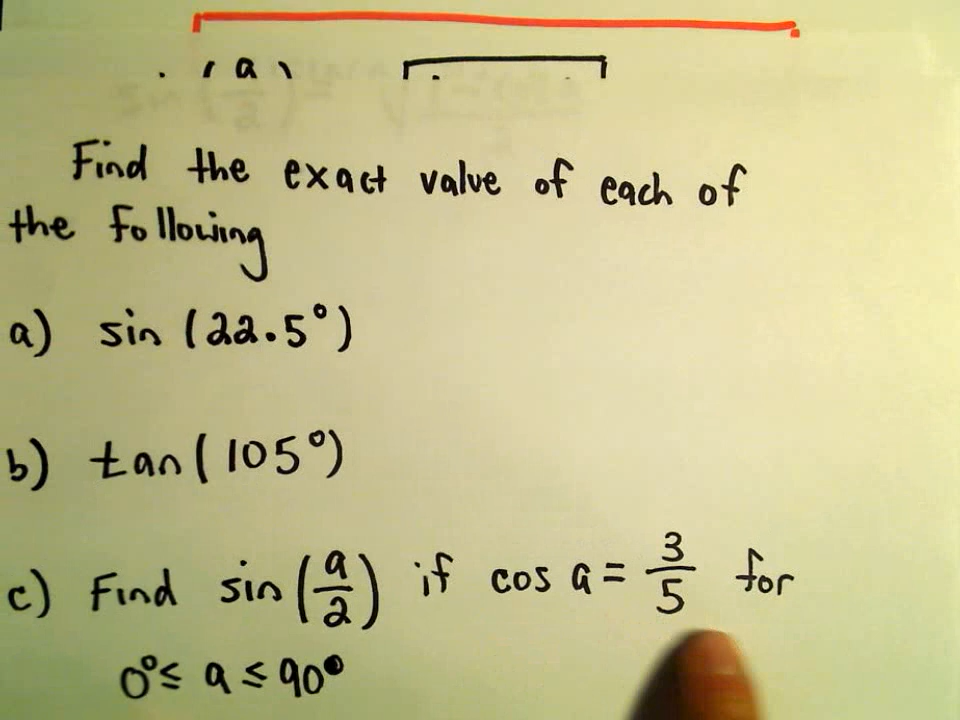 (a)
Find the exact value of each of
the following
a) sin (22.5°)
b) tan (105°)
c) Find sin(a/2) if cos a = 3/5 for
0° ≤ a ≤ 90°